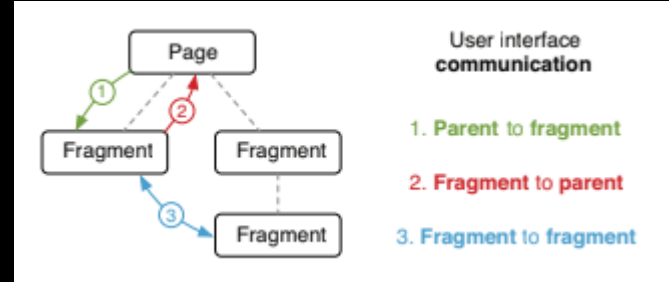 Page
1
2
Fragment
Fragment
3
Fragment
User interface
communication
1. Parent to fragment
2. Fragment to parent
3. Fragment to fragment